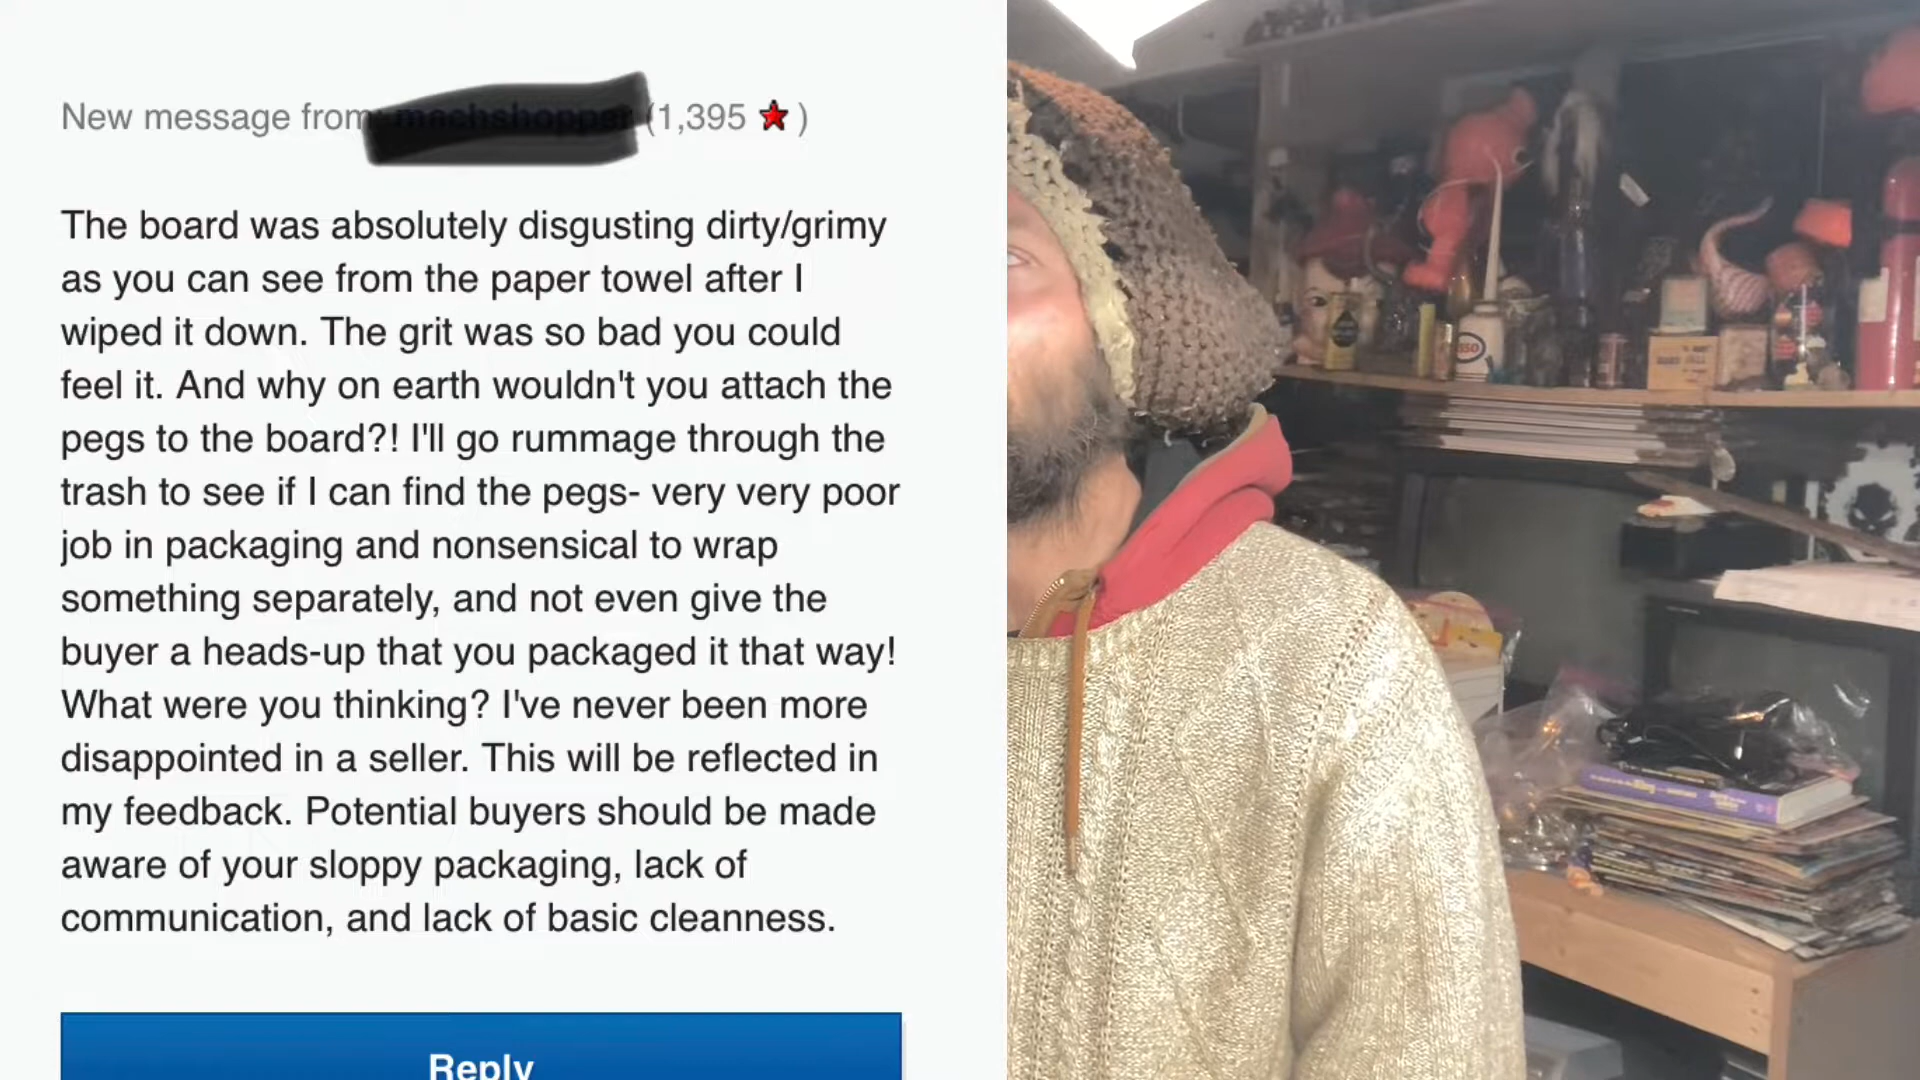 New message from (1,395 ★ )
The board was absolutely disgusting dirty/grimy
as you can see from the paper towel after I
wiped it down. The grit was so bad you could
feel it. And why on earth wouldn't you attach the
pegs to the board?! I'll go rummage through the
trash to see if I can find the pegs- very very poor
job in packaging and nonsensical to wrap
something separately, and not even give the
buyer a heads-up that you packaged it that way!
What were you thinking? I've never been more
disappointed in a seller. This will be reflected in
my feedback. Potential buyers should be made
aware of your sloppy packaging, lack of
communication, and lack of basic cleanness.
Reply